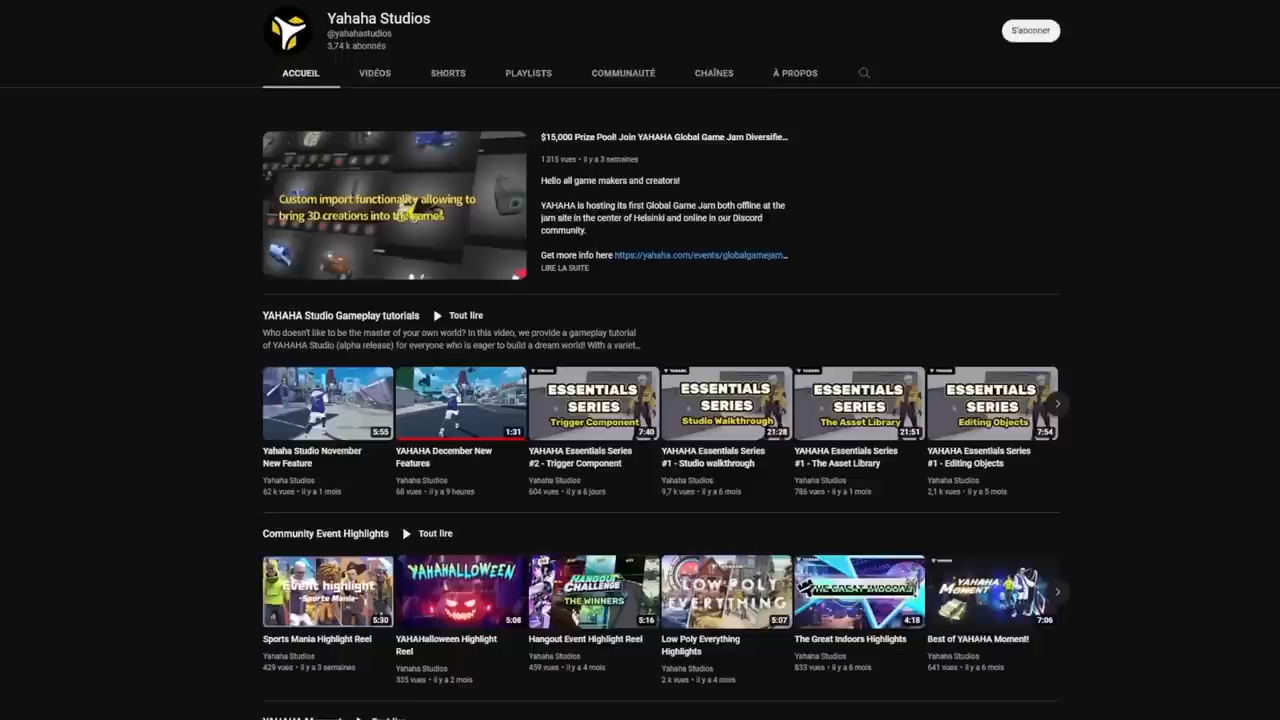 Yahaha Studios
@yahahastudios
3,74 k abonnés
S'abonner
ACCUEIL VIDÉOS SHORTS PLAYLISTS COMMUNAUTÉ CHAÎNES À PROPOS
Custom import functionality allowing to
bring 3D creations into the games
$15,000 Prize Pool! Join YAHAHA Global Game Jam Diversifie...
1 315 vues • il y a 3 semaines
Hello all game makers and creators!
YAHAHA is hosting its first Global Game Jam both offline at the
jam site in the center of Helsinki and online in our Discord
community.
Get more info here https://yahaha.com/events/globalgamejam...
LIRE LA SUITE
YAHAHA Studio Gameplay tutorials Tout lire
Who doesn't like to be the master of your own world? In this video, we provide a gameplay tutorial
of YAHAHA Studio (alpha release) for everyone who is eager to build a dream world! With a variet...
5:55
1:31
ESSENTIALS
SERIES
Trigger Component
7:40
ESSENTIALS
SERIES
Studio Walkthrough
21:28
ESSENTIALS
SERIES
The Asset Library
21:51
ESSENTIALS
SERIES
Editing Objects
7:54
Yahaha Studio November
New Feature
Yahaha Studios
62 k vues • il y a 1 mois
YAHAHA December New
Features
Yahaha Studios
68 vues • il y a 9 heures
YAHAHA Essentials Series
#2 - Trigger Component
Yahaha Studios
604 vues • il y a 6 jours
YAHAHA Essentials Series
#1 - Studio walkthrough
Yahaha Studios
9,7 k vues • il y a 6 mois
YAHAHA Essentials Series
#1 - The Asset Library
Yahaha Studios
786 vues • il y a 1 mois
YAHAHA Essentials Series
#1 - Editing Objects
Yahaha Studios
2,1 k vues • il y a 5 mois
Community Event Highlights Tout lire
Event highlight
-Sports Mania-
5:30
YAHAHALLOWEEN
5:08
HANGOUT
CHALLENGE
THE WINNERS
5:16
LOW POLY
EVERYTHING
5:07
THE GREAT INDOORS
4:18
YAHAHA
MOMENT
7:06
Sports Mania Highlight Reel
Yahaha Studios
429 vues • il y a 3 semaines
YAHAHalloween Highlight
Reel
Yahaha Studios
335 vues • il y a 2 mois
Hangout Event Highlight Reel
Yahaha Studios
459 vues • il y a 4 mois
Low Poly Everything
Highlights
Yahaha Studios
2 k vues • il y a 4 mois
The Great Indoors Highlights
Yahaha Studios
833 vues • il y a 6 mois
Best of YAHAHA Moment!
Yahaha Studios
641 vues • il y a 6 mois